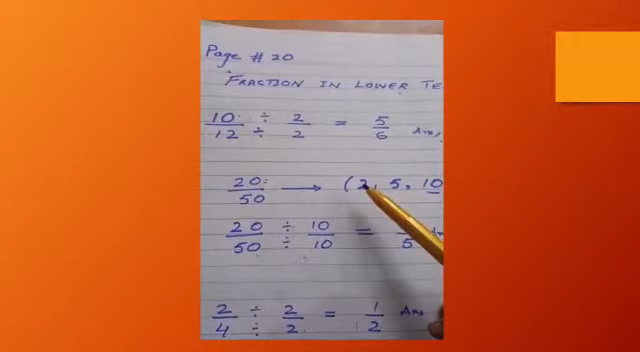 Page # 20
FRACTION IN LOWER TE
10/12 ÷ 2/2 = 5/6 Ans,
20/50 → (2, 5, 10
20/50 ÷ 10/10 = /5 An
2/4 ÷ 2/2 = 1/2 Ans